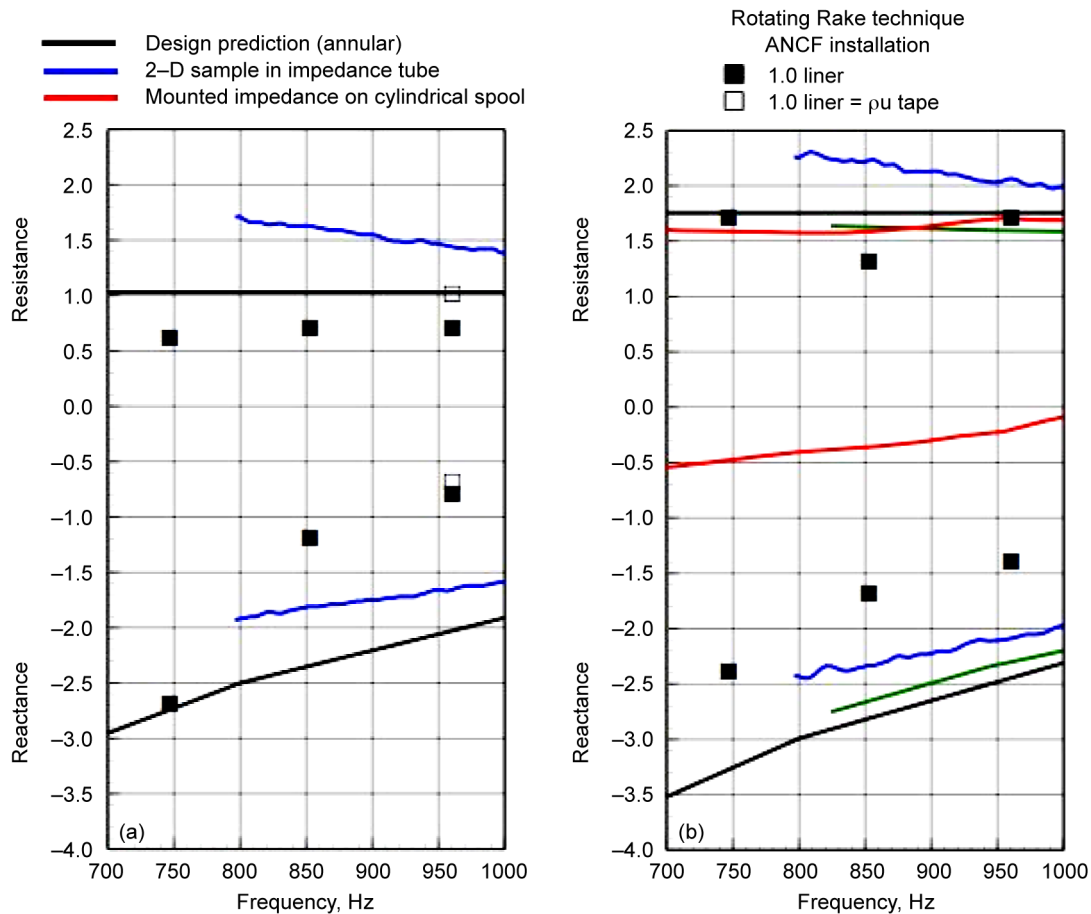 Design prediction (annular)
2–D sample in impedance tube
Mounted impedance on cylindrical spool
Rotating Rake technique
ANCF installation
1.0 liner
1.0 liner = ρu tape
Resistance
Reactance
2.5
2.0
1.5
1.0
0.5
0.0
–0.5
–1.0
–1.5
–2.0
–2.5
–3.0
–3.5
–4.0
(a)
700 750 800 850 900 950 1000
Frequency, Hz
Resistance
Reactance
2.5
2.0
1.5
1.0
0.5
0.0
–0.5
–1.0
–1.5
–2.0
–2.5
–3.0
–3.5
–4.0
(b)
700 750 800 850 900 950 1000
Frequency, Hz